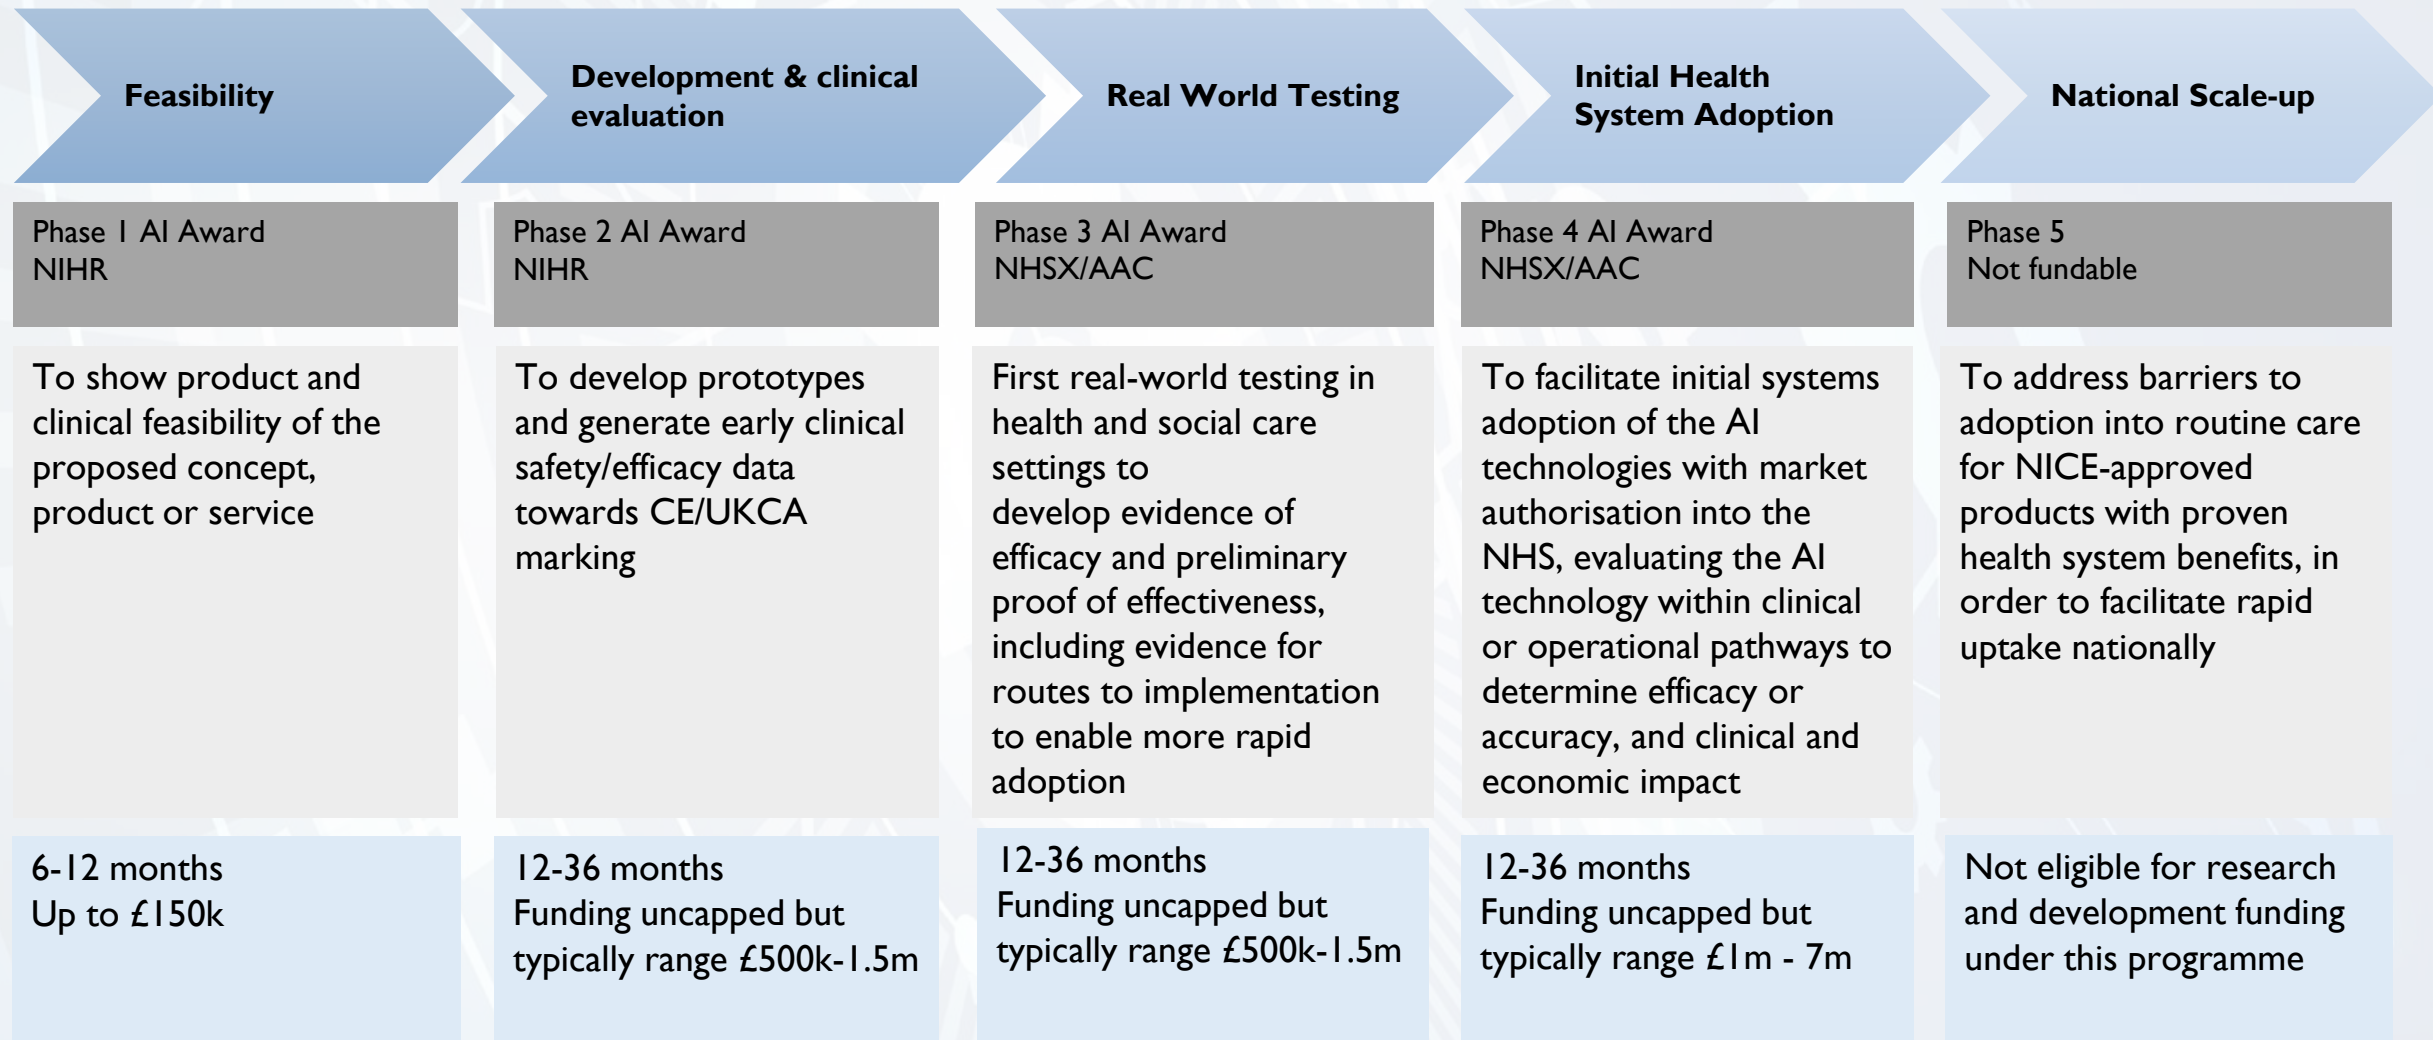 Feasibility
Development & clinical
evaluation
Real World Testing
Initial Health
System Adoption
National Scale-up
Phase 1 AI Award
NIHR
Phase 2 AI Award
NIHR
Phase 3 AI Award
NHSX/AAC
Phase 4 AI Award
NHSX/AAC
Phase 5
Not fundable
To show product and
clinical feasibility of the
proposed concept,
product or service
To develop prototypes
and generate early clinical
safety/efficacy data
towards CE/UKCA
marking
First real-world testing in
health and social care
settings to
develop evidence of
efficacy and preliminary
proof of effectiveness,
including evidence for
routes to implementation
to enable more rapid
adoption
To facilitate initial systems
adoption of the AI
technologies with market
authorisation into the
NHS, evaluating the AI
technology within clinical
or operational pathways to
determine efficacy or
accuracy, and clinical and
economic impact
To address barriers to
adoption into routine care
for NICE-approved
products with proven
health system benefits, in
order to facilitate rapid
uptake nationally
6-12 months
Up to £150k
12-36 months
Funding uncapped but
typically range £500k-1.5m
12-36 months
Funding uncapped but
typically range £500k-1.5m
12-36 months
Funding uncapped but
typically range £1m - 7m
Not eligible for research
and development funding
under this programme